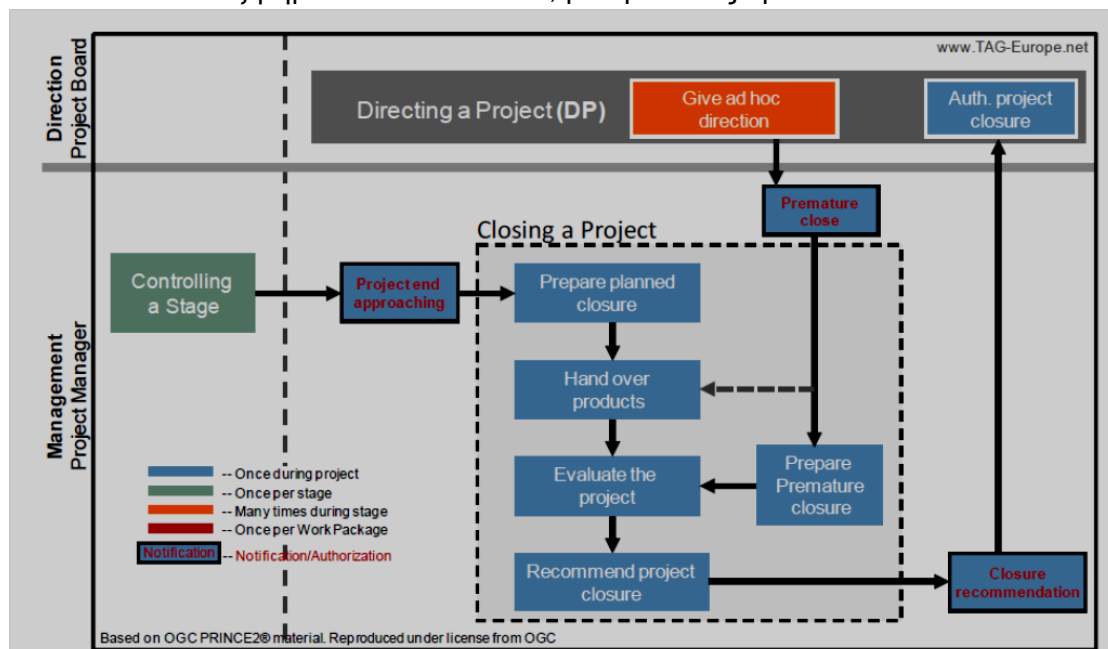 www.TAG-Europe.net
Direction
Project Board
Directing a Project (DP)
Give ad hoc
direction
Auth. project
closure
Premature
close
Closing a Project
Management
Project Manager
Controlling
a Stage
Project end
approaching
Prepare planned
closure
Hand over
products
Evaluate the
project
Prepare
Premature
closure
Recommend project
closure
Closure
recommendation
-- Once during project
-- Once per stage
-- Many times during stage
-- Once per Work Package
Notification -- Notification/Authorization
Based on OGC PRINCE2® material. Reproduced under license from OGC